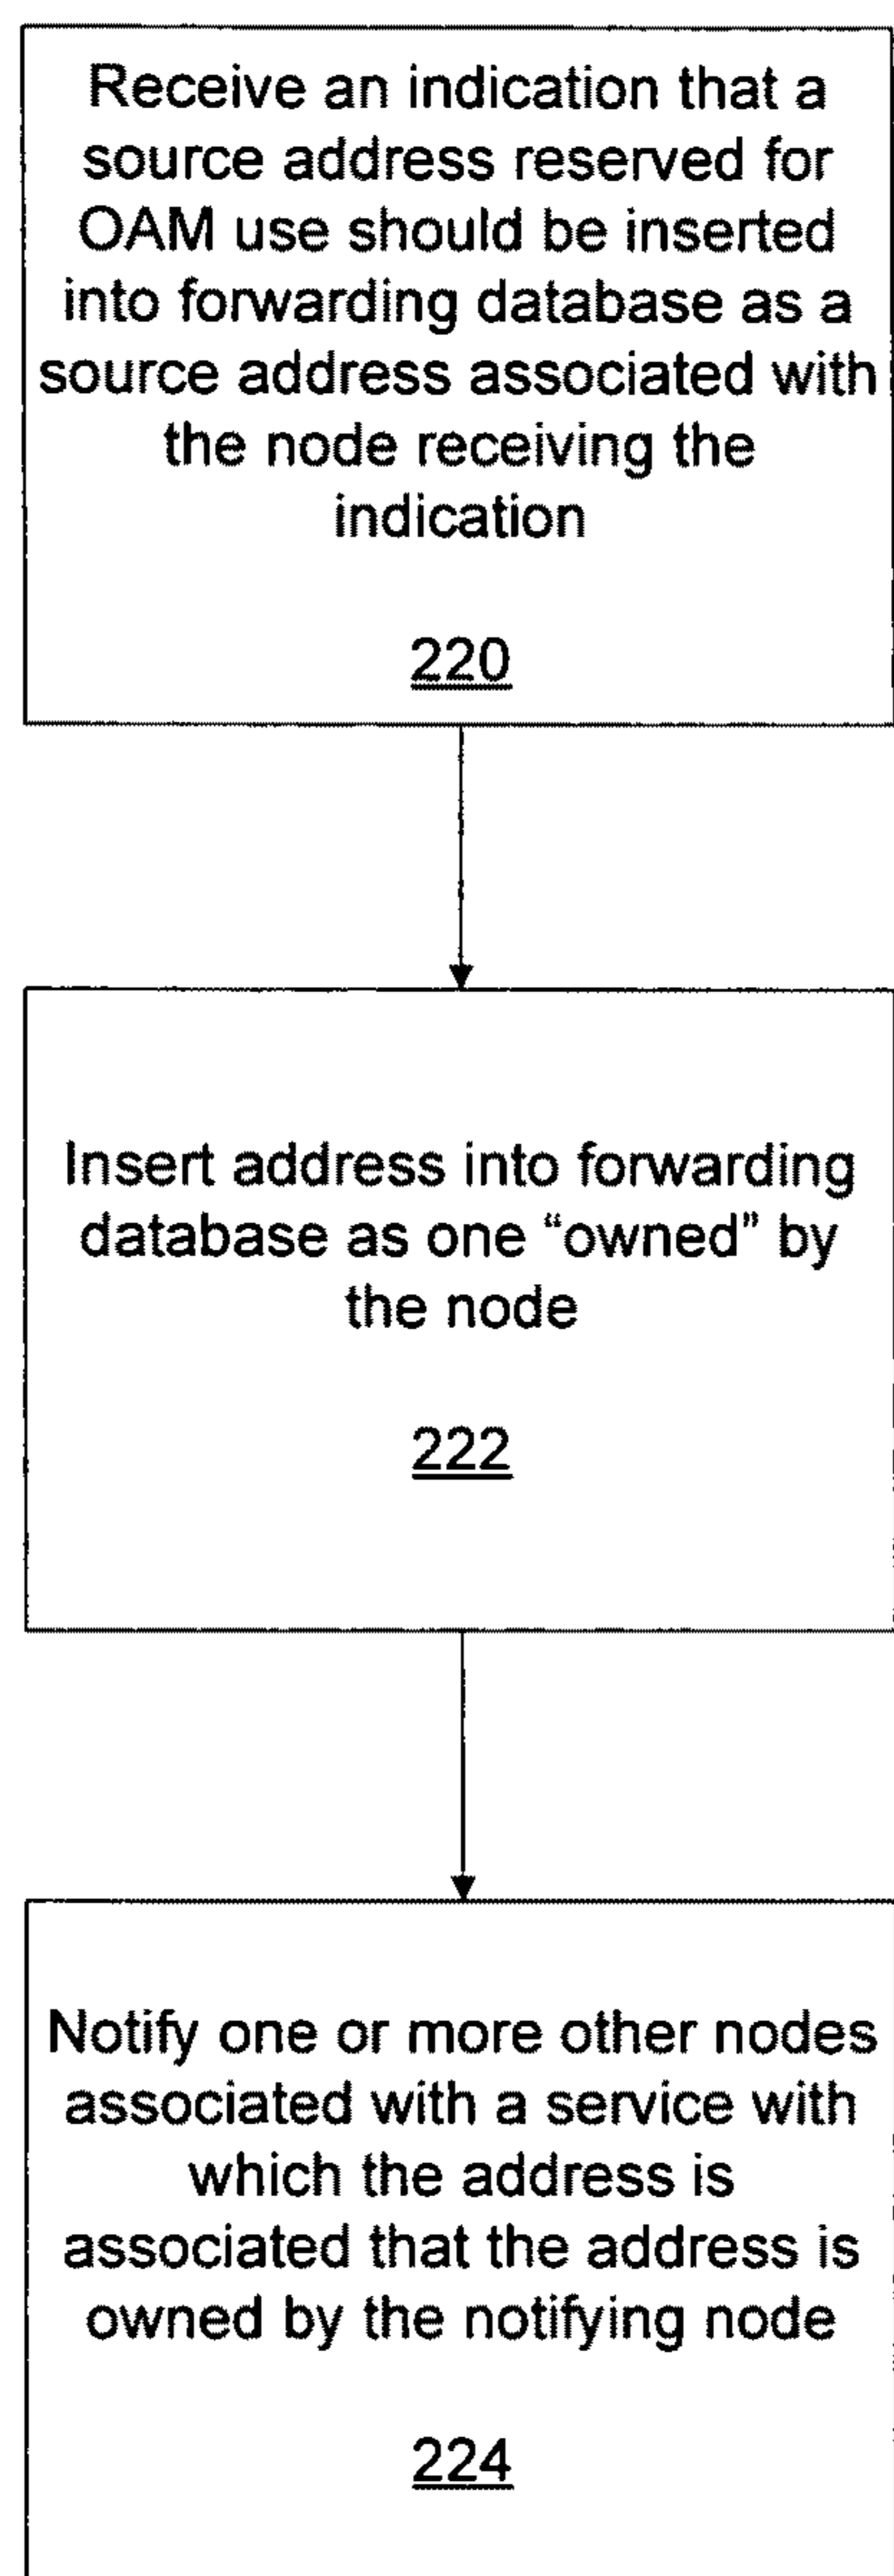 Receive an indication that a
source address reserved for
OAM use should be inserted
into forwarding database as a
source address associated with
the node receiving the
indication
220
Insert address into forwarding
database as one “owned” by
the node
222
Notify one or more other nodes
associated with a service with
which the address is
associated that the address is
owned by the notifying node
224